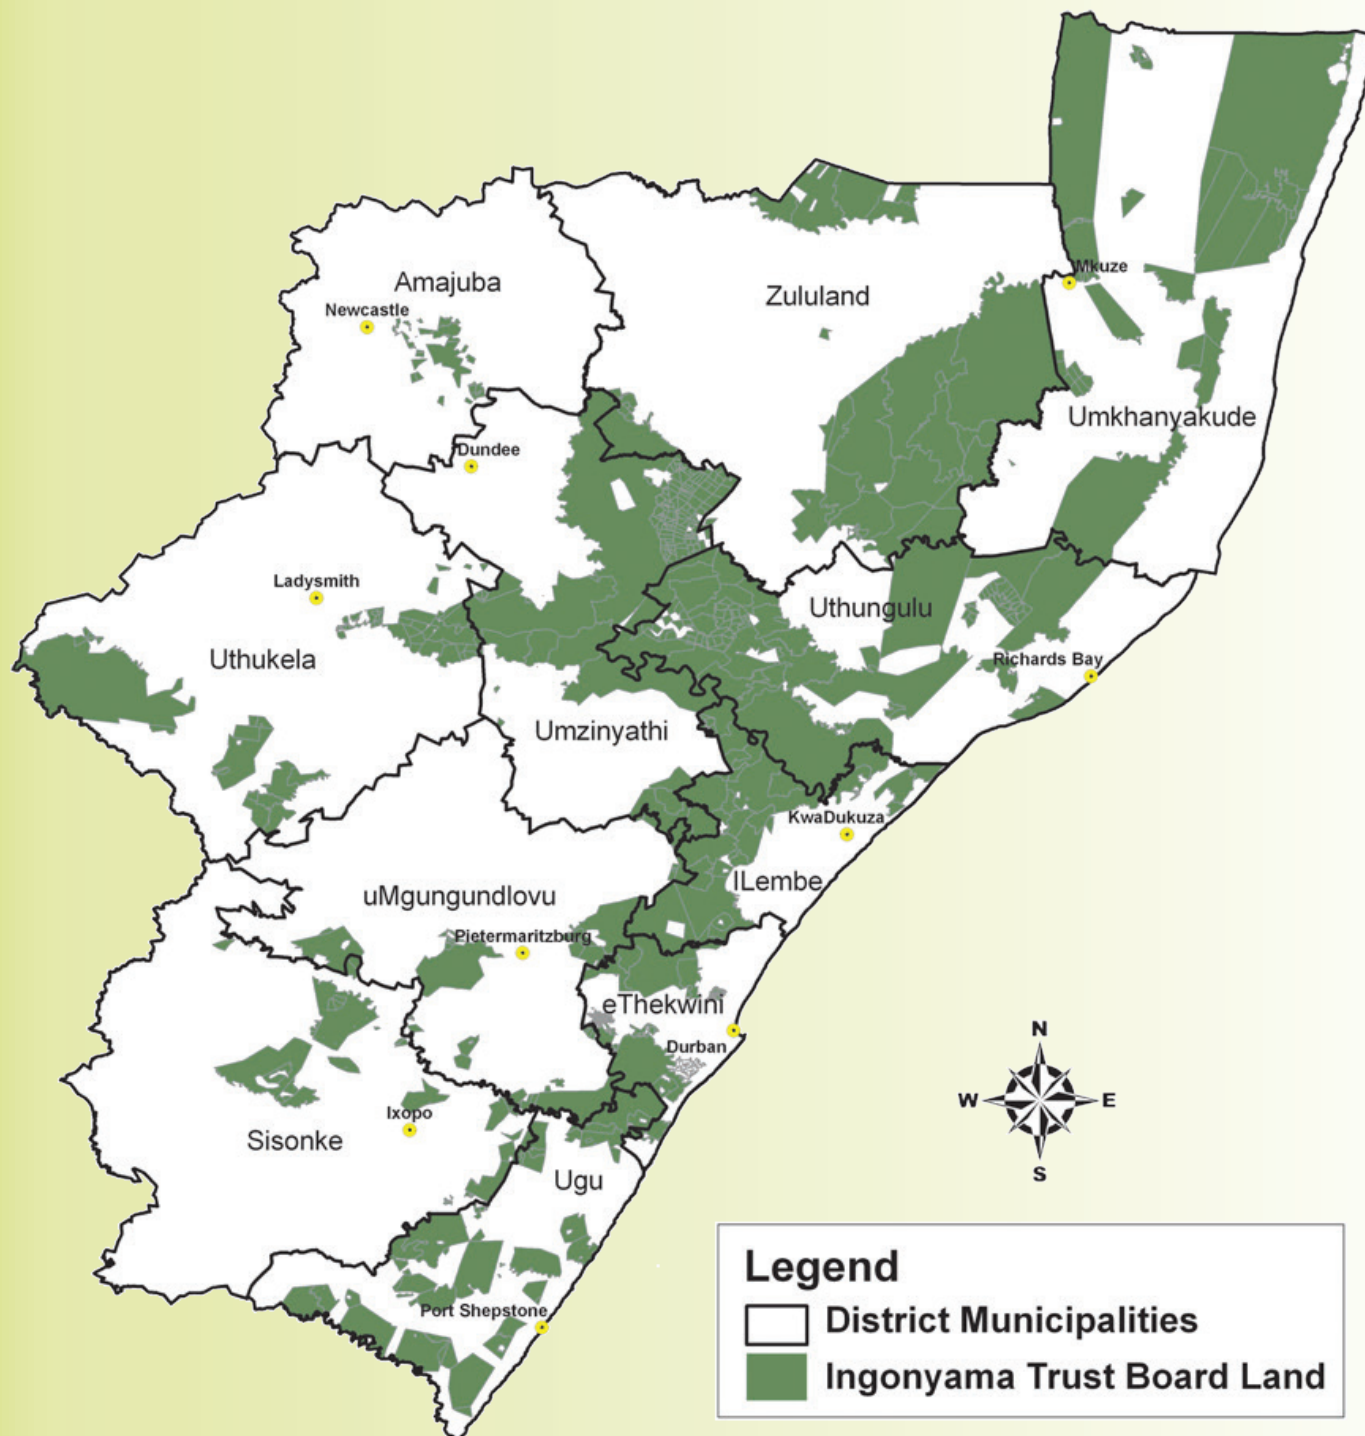 Amajuba
Newcastle
Zululand
Mkuze
Umkhanyakude
Dundee
Ladysmith
Uthukela
Uthungulu
Richards Bay
Umzinyathi
KwaDukuza
ILembe
uMgungundlovu
Pietermaritzburg
eThekwini
Durban
Ixopo
Sisonke
Ugu
Port Shepstone
N
W
E
S
Legend
District Municipalities
Ingonyama Trust Board Land